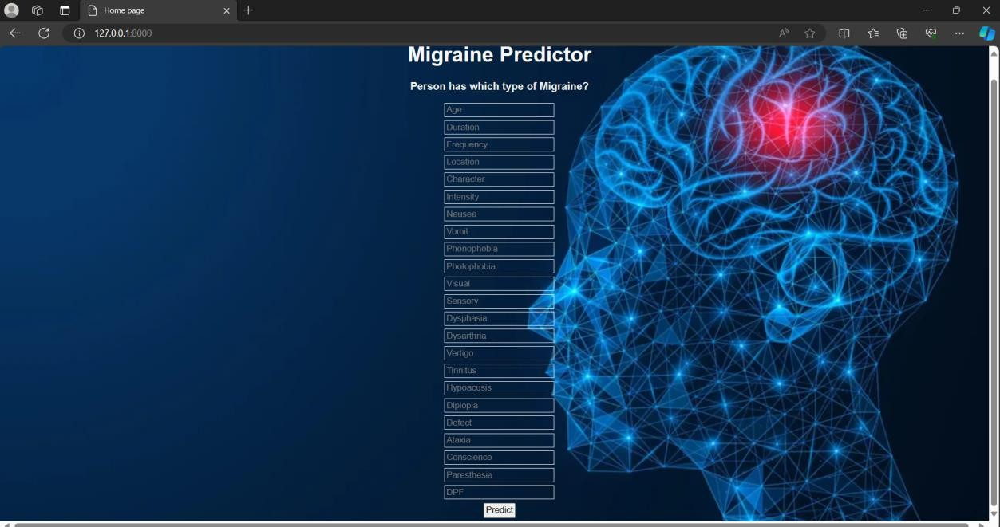 Home page
127.0.0.1:8000
Migraine Predictor
Person has which type of Migraine?
Age
Duration
Frequency
Location
Character
Intensity
Nausea
Vomit
Phonophobia
Photophobia
Visual
Sensory
Dysphasia
Dysarthria
Vertigo
Tinnitus
Hypoacusis
Diplopia
Defect
Ataxia
Conscience
Paresthesia
DPF
Predict